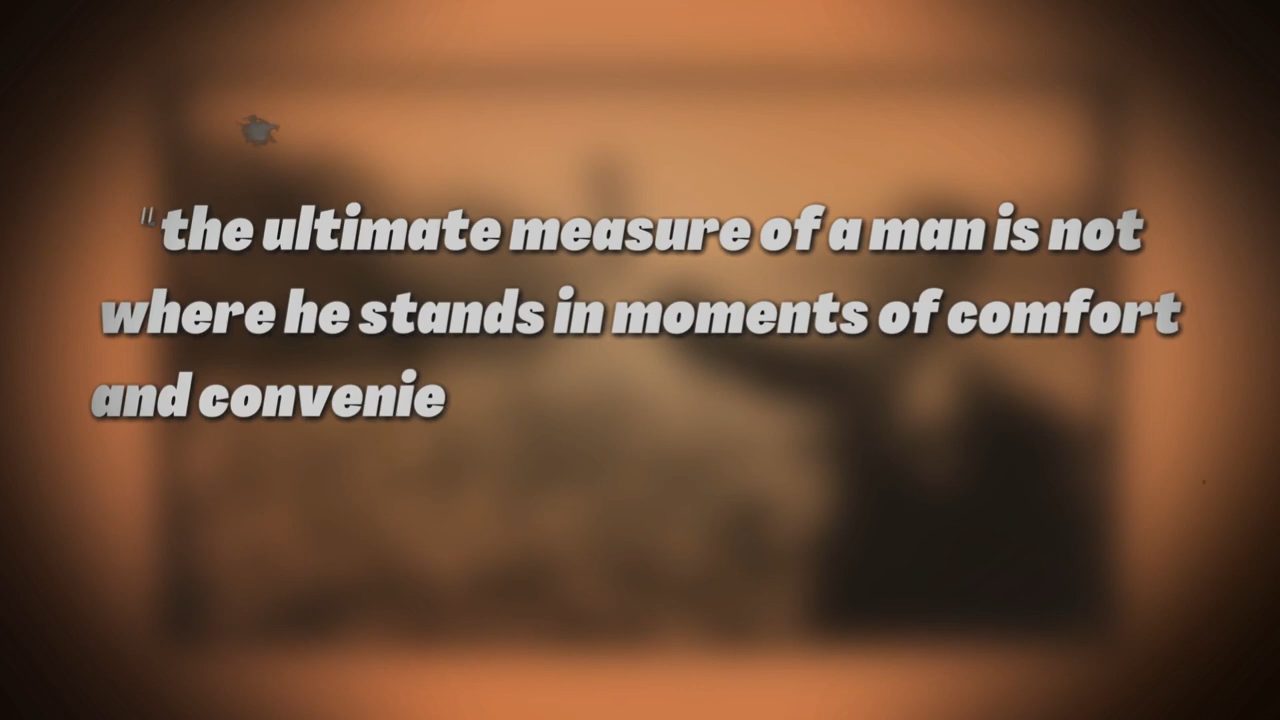 "the ultimate measure of a man is not
where he stands in moments of comfort
and convenie